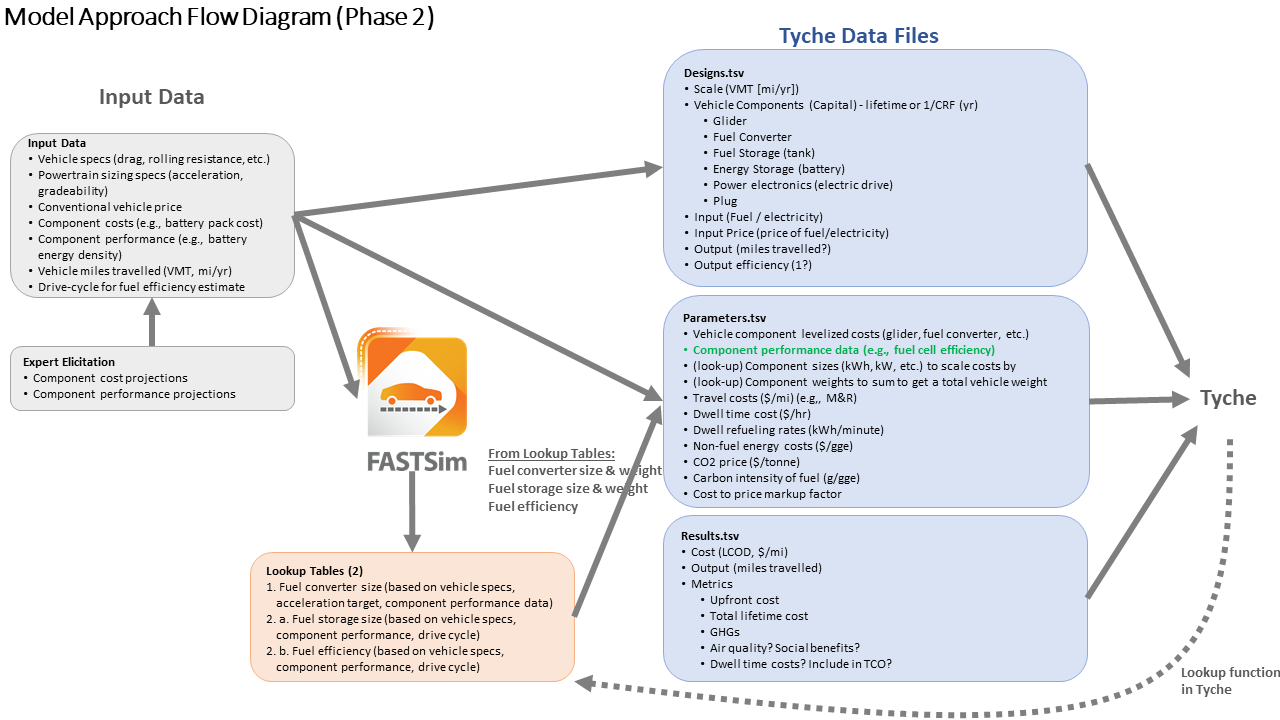 Model Approach Flow Diagram (Phase 2)
Input Data
Input Data
• Vehicle specs (drag, rolling resistance, etc.)
• Powertrain sizing specs (acceleration,
gradeability)
• Conventional vehicle price
• Component costs (e.g., battery pack cost)
• Component performance (e.g., battery
energy density)
• Vehicle miles travelled (VMT, mi/yr)
• Drive-cycle for fuel efficiency estimate
Expert Elicitation
• Component cost projections
• Component performance projections
FASTSim
From Lookup Tables:
Fuel converter size & weight
Fuel storage size & weight
Fuel efficiency
Lookup Tables (2)
1. Fuel converter size (based on vehicle specs,
acceleration target, component performance data)
2. a. Fuel storage size (based on vehicle specs,
component performance, drive cycle)
2. b. Fuel efficiency (based on vehicle specs,
component performance, drive cycle)
Tyche Data Files
Designs.tsv
• Scale (VMT [mi/yr])
• Vehicle Components (Capital) - lifetime or 1/CRF (yr)
• Glider
• Fuel Converter
• Fuel Storage (tank)
• Energy Storage (battery)
• Power electronics (electric drive)
• Plug
• Input (Fuel / electricity)
• Input Price (price of fuel/electricity)
• Output (miles travelled?)
• Output efficiency (1?)
Parameters.tsv
• Vehicle component levelized costs (glider, fuel converter, etc.)
• Component performance data (e.g., fuel cell efficiency)
• (look-up) Component sizes (kWh, kW, etc.) to scale costs by
• (look-up) Component weights to sum to get a total vehicle weight
• Travel costs ($/mi) (e.g,, M&R)
• Dwell time cost ($/hr)
• Dwell refueling rates (kWh/minute)
• Non-fuel energy costs ($/gge)
• CO2 price ($/tonne)
• Carbon intensity of fuel (g/gge)
• Cost to price markup factor
Results.tsv
• Cost (LCOD, $/mi)
• Output (miles travelled)
• Metrics
• Upfront cost
• Total lifetime cost
• GHGs
• Air quality? Social benefits?
• Dwell time costs? Include in TCO?
Tyche
Lookup function
in Tyche